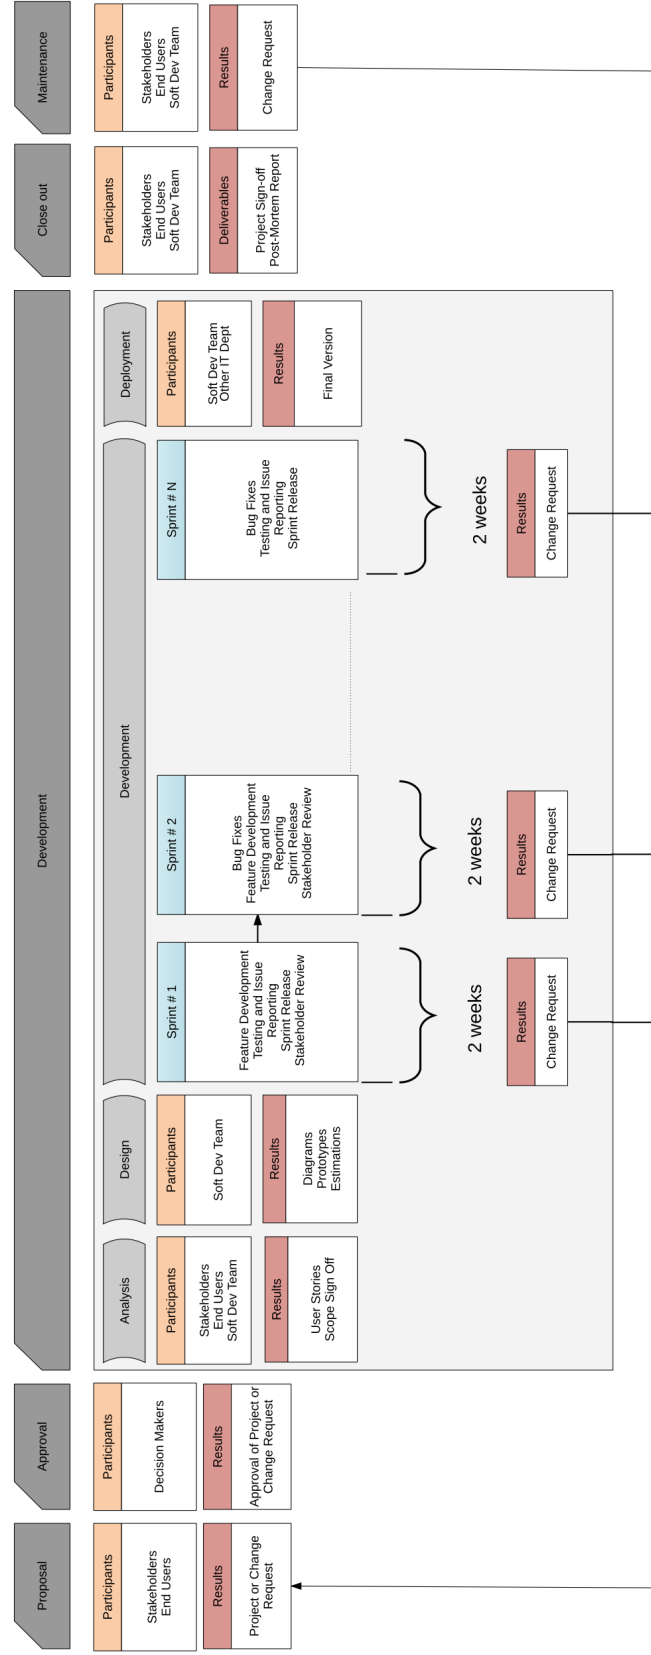 Proposal
Participants
Stakeholders
End Users
Results
Project or Change
Request
Approval
Participants
Decision Makers
Results
Approval of Project or
Change Request
Development
Analysis
Participants
Stakeholders
End Users
Soft Dev Team
Results
User Stories
Scope Sign Off
Design
Participants
Soft Dev Team
Results
Diagrams
Prototypes
Estimations
Development
Sprint # 1
Feature Development
Testing and Issue
Reporting
Sprint Release
Stakeholder Review
2 weeks
Results
Change Request
Sprint # 2
Bug Fixes
Feature Development
Testing and Issue
Reporting
Sprint Release
Stakeholder Review
2 weeks
Results
Change Request
Sprint # N
Bug Fixes
Testing and Issue
Reporting
Sprint Release
2 weeks
Results
Change Request
Deployment
Participants
Soft Dev Team
Other IT Dept
Results
Final Version
Close out
Participants
Stakeholders
End Users
Soft Dev Team
Deliverables
Project Sign-off
Post-Mortem Report
Maintenance
Participants
Stakeholders
End Users
Soft Dev Team
Results
Change Request